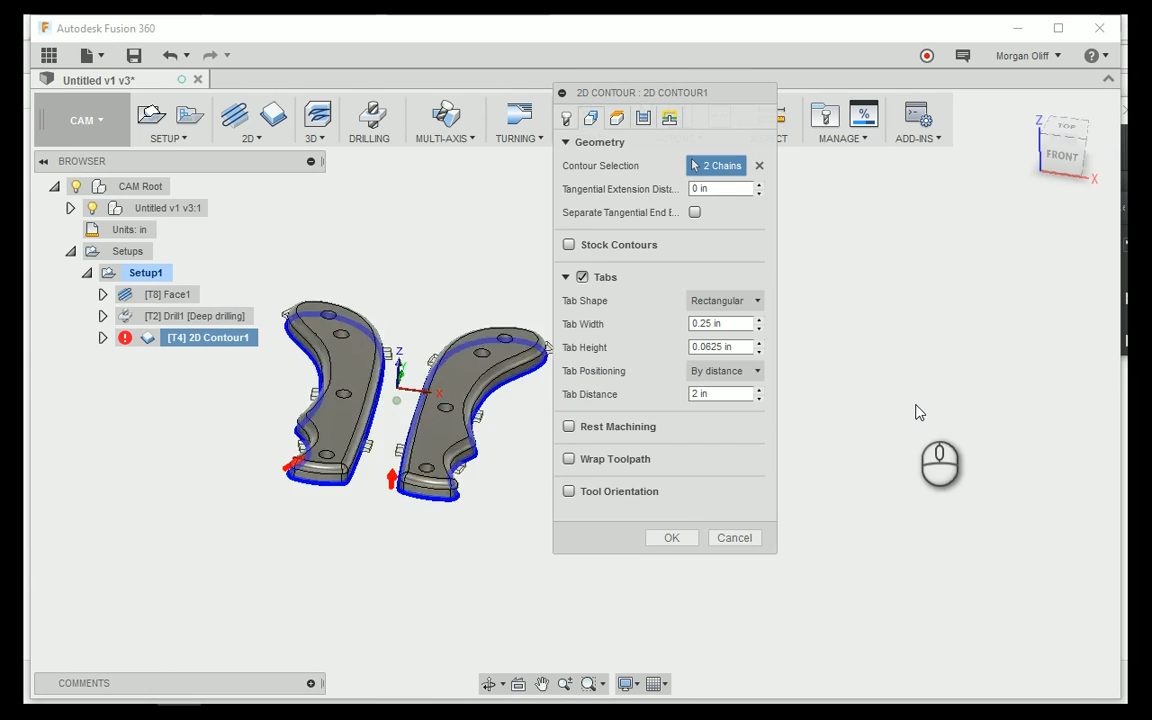 Autodesk Fusion 360
Morgan Oliff
Untitled v1 v3*
CAM
SETUP
2D
3D
DRILLING
MULTI-AXIS
TURNING
MANAGE
ADD-INS
BROWSER
CAM Root
Untitled v1 v3:1
Units: in
Setups
Setup1
[T8] Face1
[T2] Drill1 [Deep drilling]
[T4] 2D Contour1
2D CONTOUR : 2D CONTOUR1
Geometry
Contour Selection 2 Chains
Tangential Extension Dista... 0 in
Separate Tangential End E...
Stock Contours
Tabs
Tab Shape Rectangular
Tab Width 0.25 in
Tab Height 0.0625 in
Tab Positioning By distance
Tab Distance 2 in
Rest Machining
Wrap Toolpath
Tool Orientation
OK Cancel
Z
X
Z
TOP
FRONT
X
COMMENTS